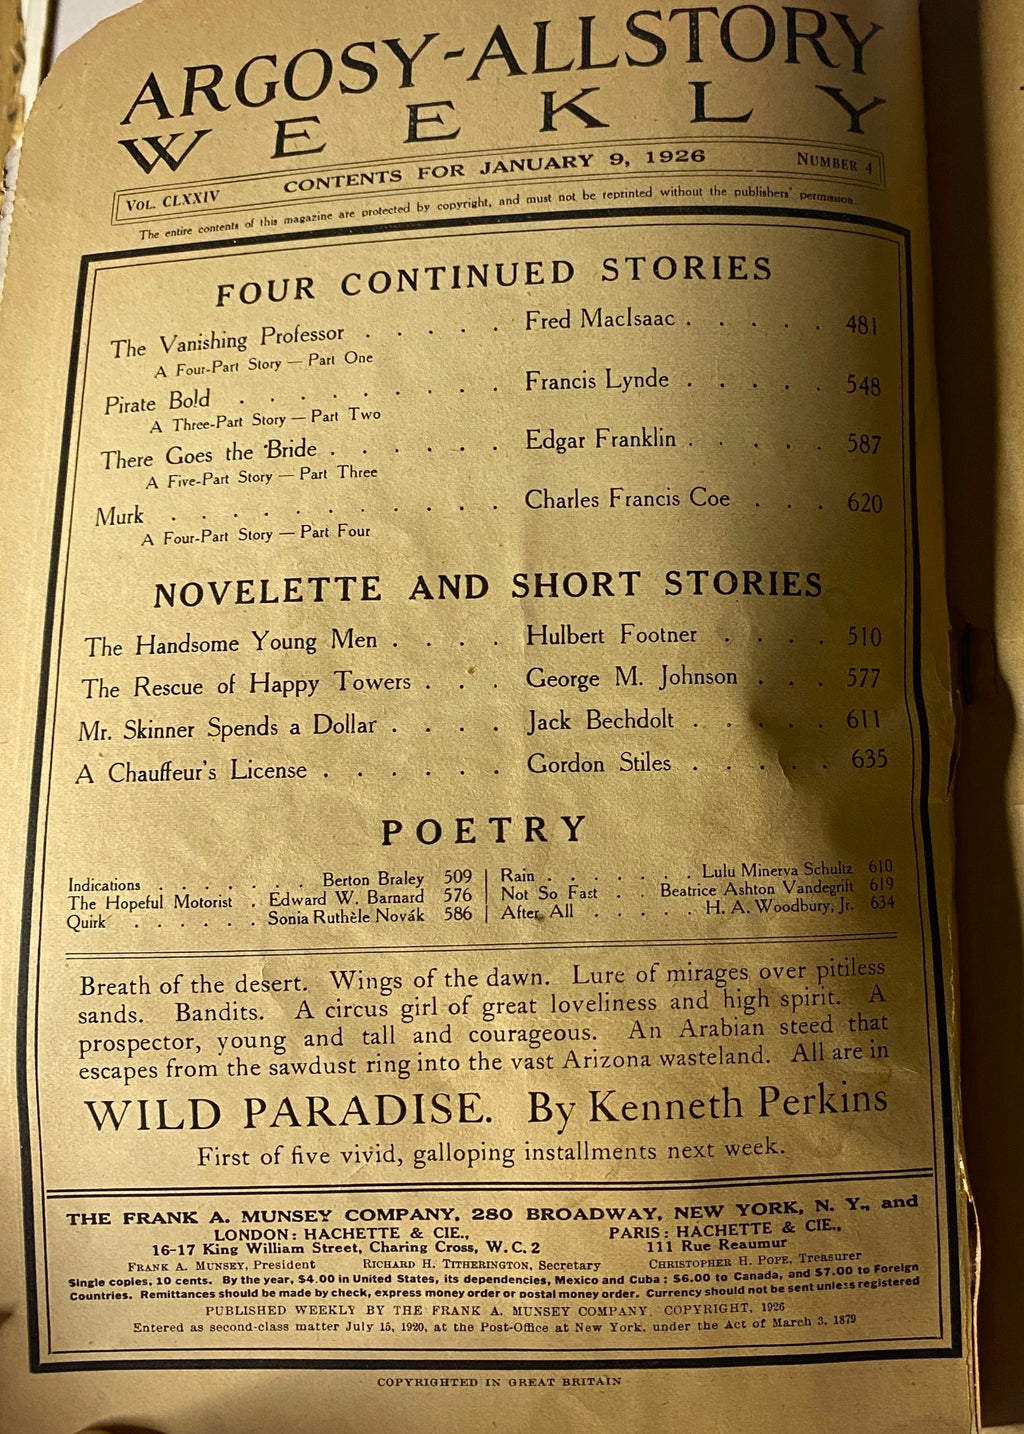 ARGOSY-ALLSTORY
WEEKLY
VOL. CLXXIV CONTENTS FOR JANUARY 9, 1926 NUMBER 4
The entire contents of this magazine are protected by copyright, and must not be reprinted without the publishers' permission.
FOUR CONTINUED STORIES
The Vanishing Professor . . . . . Fred MacIsaac . . . . . 481
A Four-Part Story — Part One
Pirate Bold . . . . . . . . . Francis Lynde . . . . . 548
A Three-Part Story — Part Two
There Goes the Bride . . . . . . Edgar Franklin . . . . . 587
A Five-Part Story — Part Three
Murk . . . . . . . . . . . Charles Francis Coe . . . 620
A Four-Part Story — Part Four
NOVELETTE AND SHORT STORIES
The Handsome Young Men . . . . Hulbert Footner . . . . 510
The Rescue of Happy Towers . . . George M. Johnson . . . 577
Mr. Skinner Spends a Dollar . . . . Jack Bechdolt . . . . . 611
A Chauffeur's License . . . . . . Gordon Stiles . . . . . 635
POETRY
Indications . . . . . . . Berton Braley 509 | Rain . . . . . . . Lulu Minerva Schultz 610
The Hopeful Motorist . Edward W. Barnard 576 | Not So Fast . . Beatrice Ashton Vandegrift 619
Quirk . . . . . . Sonia Ruthèle Novák 586 | After All . . . . . H. A. Woodbury, Jr. 634
Breath of the desert. Wings of the dawn. Lure of mirages over pitiless
sands. Bandits. A circus girl of great loveliness and high spirit. A
prospector, young and tall and courageous. An Arabian steed that
escapes from the sawdust ring into the vast Arizona wasteland. All are in
WILD PARADISE. By Kenneth Perkins
First of five vivid, galloping installments next week.
THE FRANK A. MUNSEY COMPANY, 280 BROADWAY, NEW YORK, N. Y., and
LONDON: HACHETTE & CIE., PARIS: HACHETTE & CIE.,
16-17 King William Street, Charing Cross, W. C. 2 111 Rue Reaumur
FRANK A. MUNSEY, President RICHARD H. TITHERINGTON, Secretary CHRISTOPHER H. POPE, Treasurer
Single copies, 10 cents. By the year, $4.00 in United States, its dependencies, Mexico and Cuba; $6.00 to Canada, and $7.00 to Foreign
Countries. Remittances should be made by check, express money order or postal money order. Currency should not be sent unless registered
PUBLISHED WEEKLY BY THE FRANK A. MUNSEY COMPANY. COPYRIGHT, 1926
Entered as second-class matter July 15, 1920, at the Post-Office at New York, under the Act of March 3, 1879
COPYRIGHTED IN GREAT BRITAIN